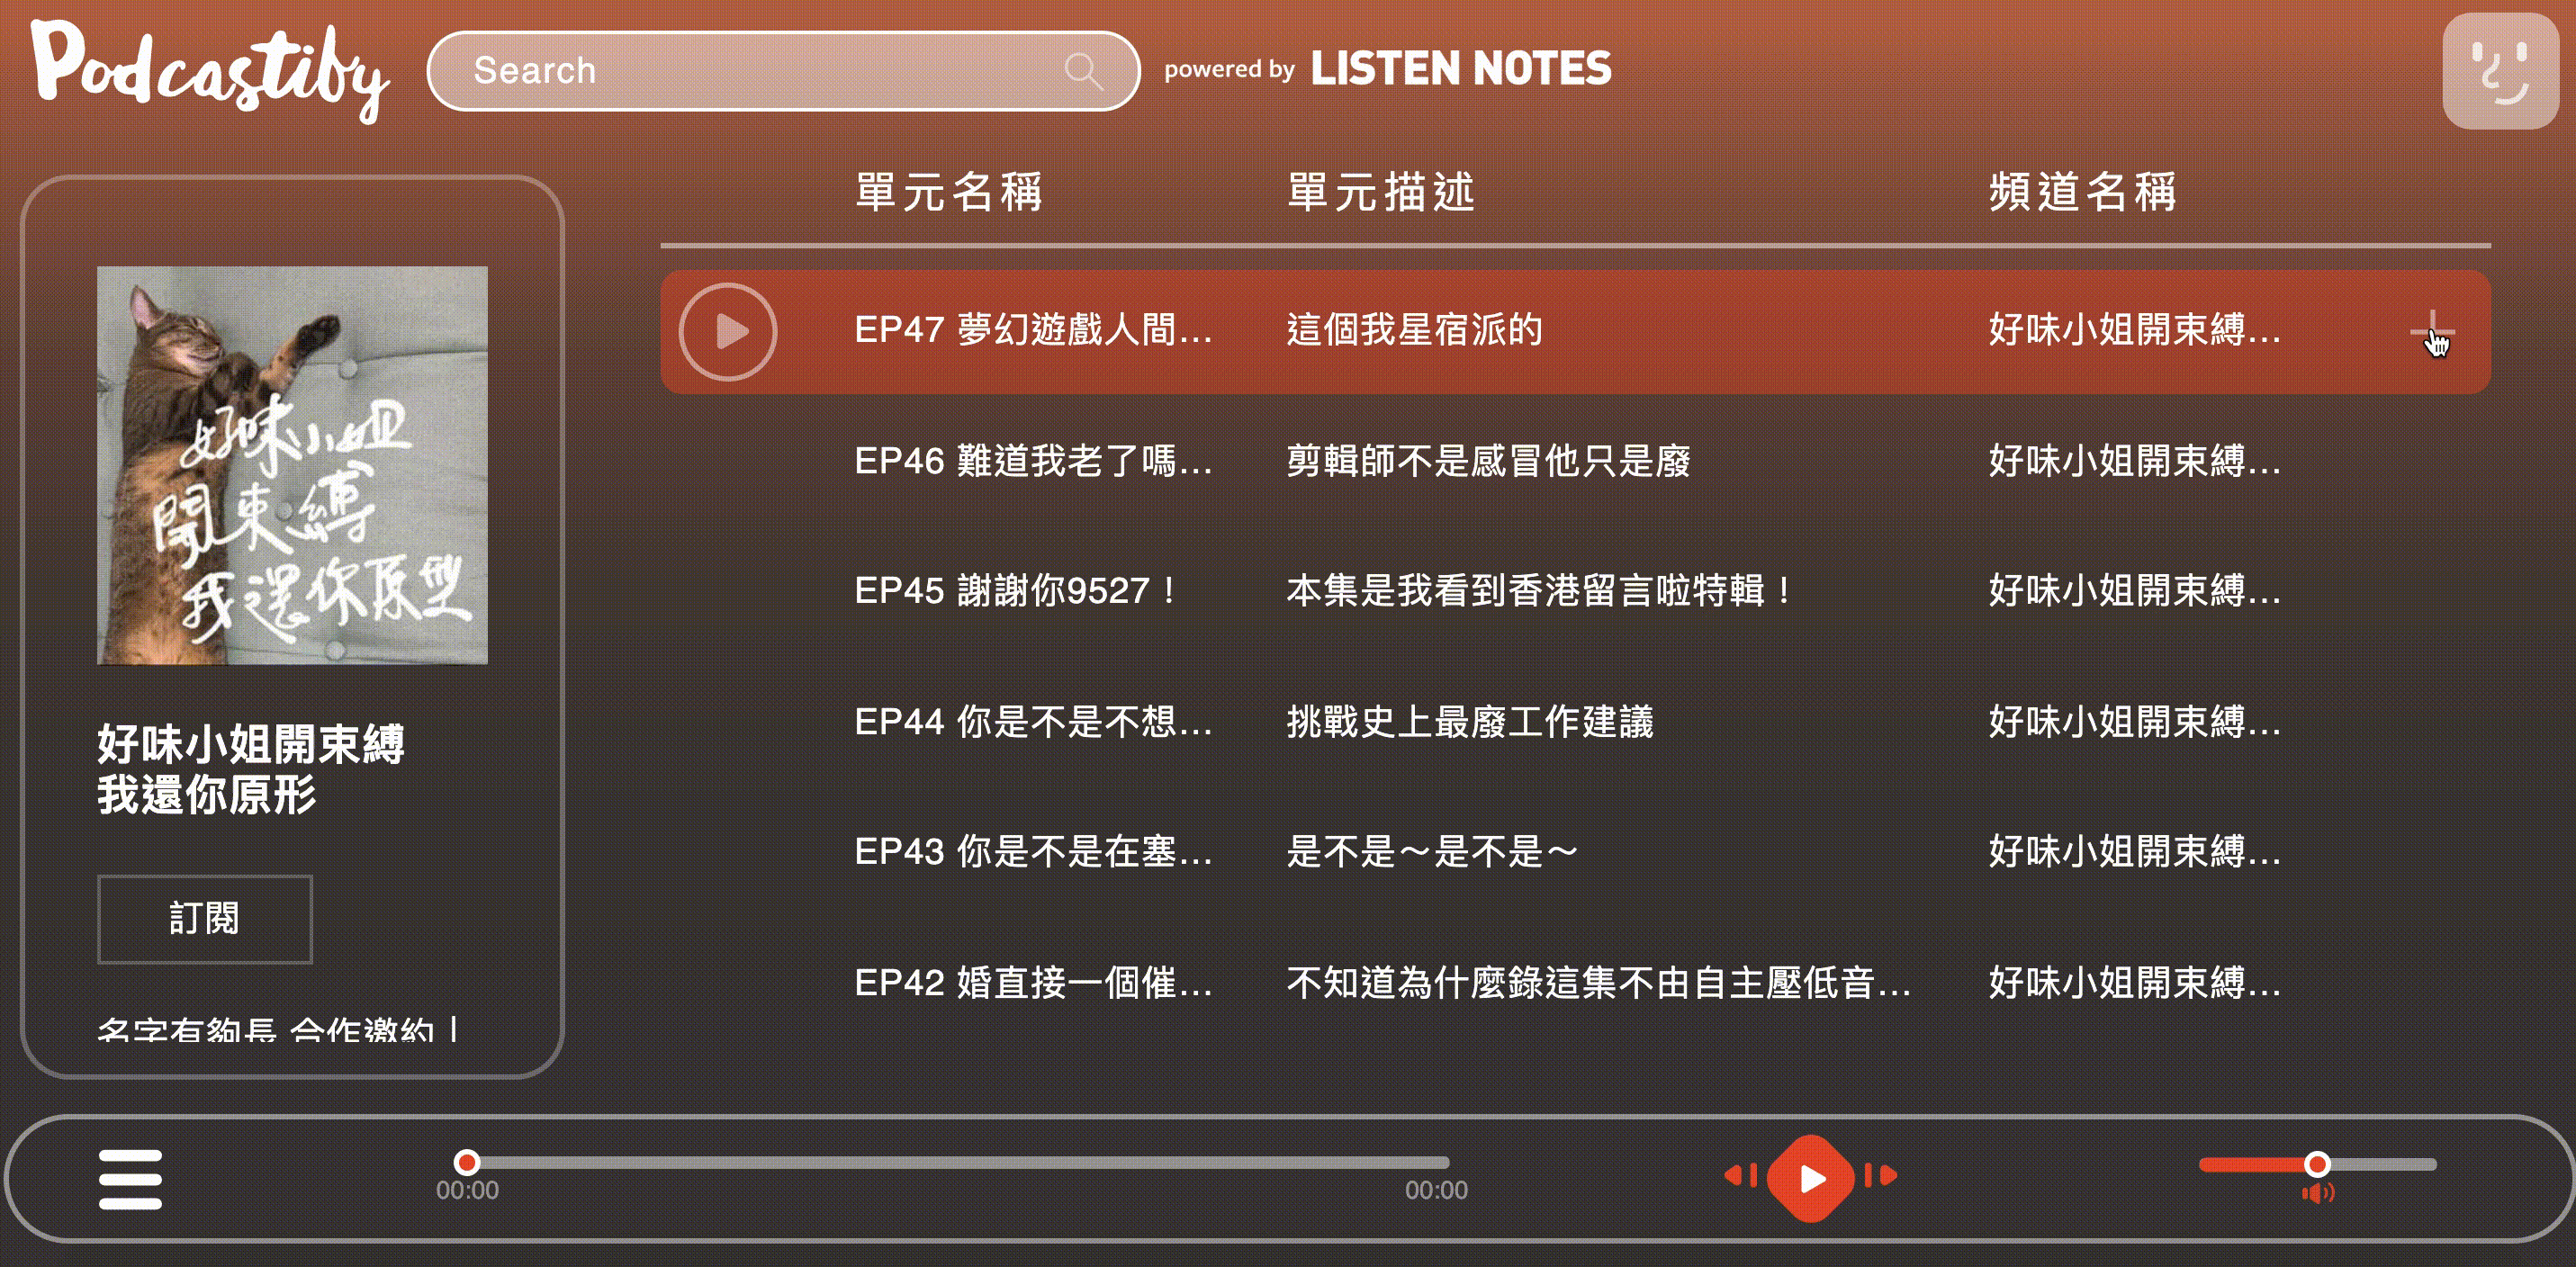 Podcastify
Search
powered by LISTEN NOTES
單元名稱 單元描述 頻道名稱
好味小姐
開束縛
我還你原型
好味小姐開束縛
我還你原形
訂閱
名字有夠長 合作邀約 |
EP47 夢幻遊戲人間... 這個我星宿派的 好味小姐開束縛...
EP46 難道我老了嗎... 剪輯師不是感冒他只是廢 好味小姐開束縛...
EP45 謝謝你9527！ 本集是我看到香港留言啦特輯！ 好味小姐開束縛...
EP44 你是不是不想... 挑戰史上最廢工作建議 好味小姐開束縛...
EP43 你是不是在塞... 是不是～是不是～ 好味小姐開束縛...
EP42 婚直接一個催... 不知道為什麼錄這集不由自主壓低音... 好味小姐開束縛...
00:00 00:00